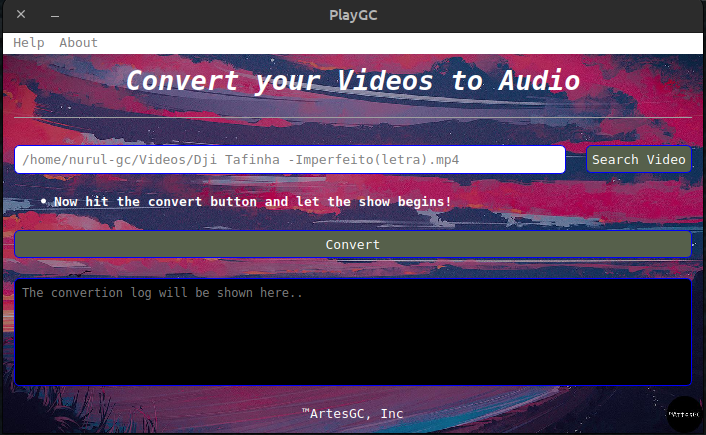 PlayGC
Help About
Convert your Videos to Audio
/home/nurul-gc/Videos/Dji Tafinha -Imperfeito(letra).mp4
Search Video
• Now hit the convert button and let the show begins!
Convert
The convertion log will be shown here..
™ArtesGC, Inc